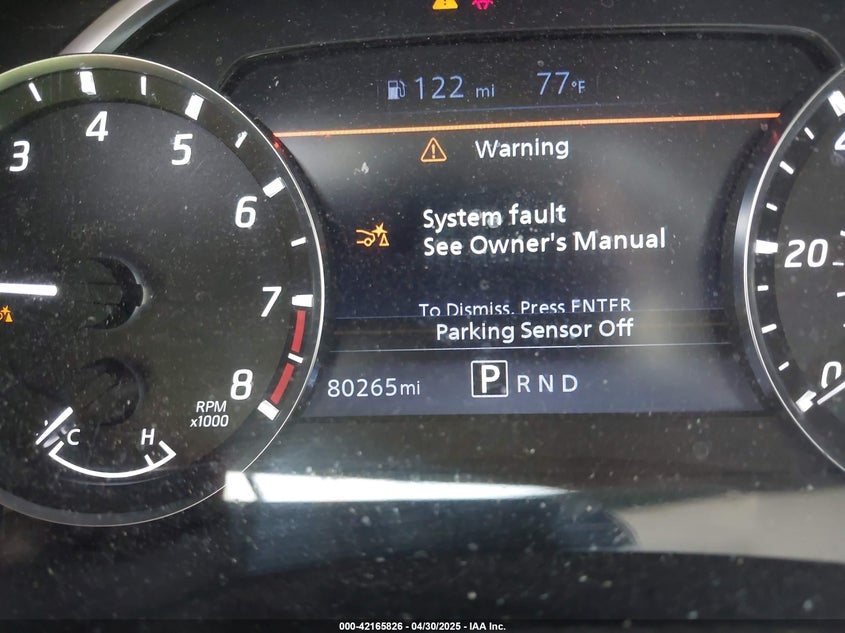 122 mi 77°F
Warning
System fault
See Owner's Manual
To Dismiss, Press ENTER
Parking Sensor Off
80265mi P R N D
3 4 5 6 7 8
RPM
x1000
C H
20
0
000-42165826 - 04/30/2025 - IAA Inc.